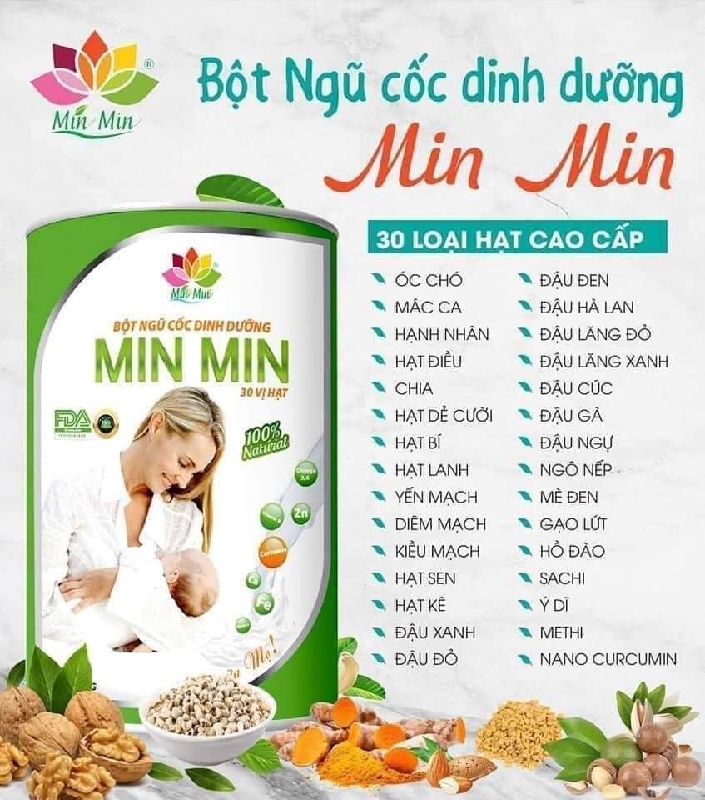 Min Min
®
Bột Ngũ cốc dinh dưỡng
Min Min
30 LOẠI HẠT CAO CẤP
ÓC CHÓ
MÁC CA
HẠNH NHÂN
HẠT ĐIỀU
CHIA
HẠT DẺ CƯỜI
HẠT BÍ
HẠT LANH
YẾN MẠCH
DIÊM MẠCH
KIỀU MẠCH
HẠT SEN
HẠT KÊ
ĐẬU XANH
ĐẬU ĐỎ
ĐẬU ĐEN
ĐẬU HÀ LAN
ĐẬU LĂNG ĐỎ
ĐẬU LĂNG XANH
ĐẬU CÚC
ĐẬU GÀ
ĐẬU NGỰ
NGÔ NẾP
MÈ ĐEN
GẠO LỨT
HỒ ĐÀO
SACHI
Ý DĨ
METHI
NANO CURCUMIN
Min Min
BỘT NGŨ CỐC DINH DƯỠNG
MIN MIN
30 VỊ HẠT
FDA
100%
Natural
Zn
Fe
Mẹ!